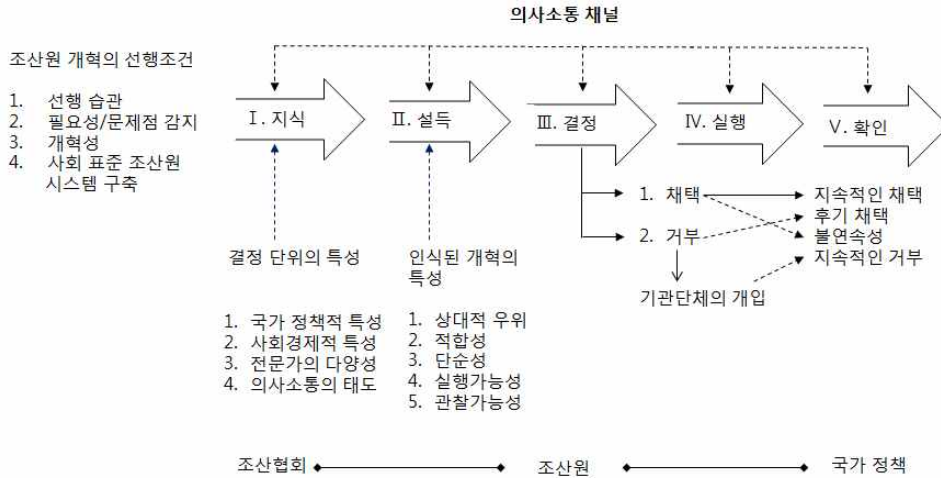 의사소통 채널
조산원 개혁의 선행조건
1. 선행 습관
2. 필요성/문제점 감지
3. 개혁성
4. 사회 표준 조산원
시스템 구축
Ⅰ. 지식
Ⅱ. 설득
Ⅲ. 결정
Ⅳ. 실행
Ⅴ. 확인
1. 채택
2. 거부
기관단체의 개입
지속적인 채택
후기 채택
불연속성
지속적인 거부
결정 단위의 특성
1. 국가 정책적 특성
2. 사회경제적 특성
3. 전문가의 다양성
4. 의사소통의 태도
인식된 개혁의
특성
1. 상대적 우위
2. 적합성
3. 단순성
4. 실행가능성
5. 관찰가능성
조산협회
조산원
국가 정책